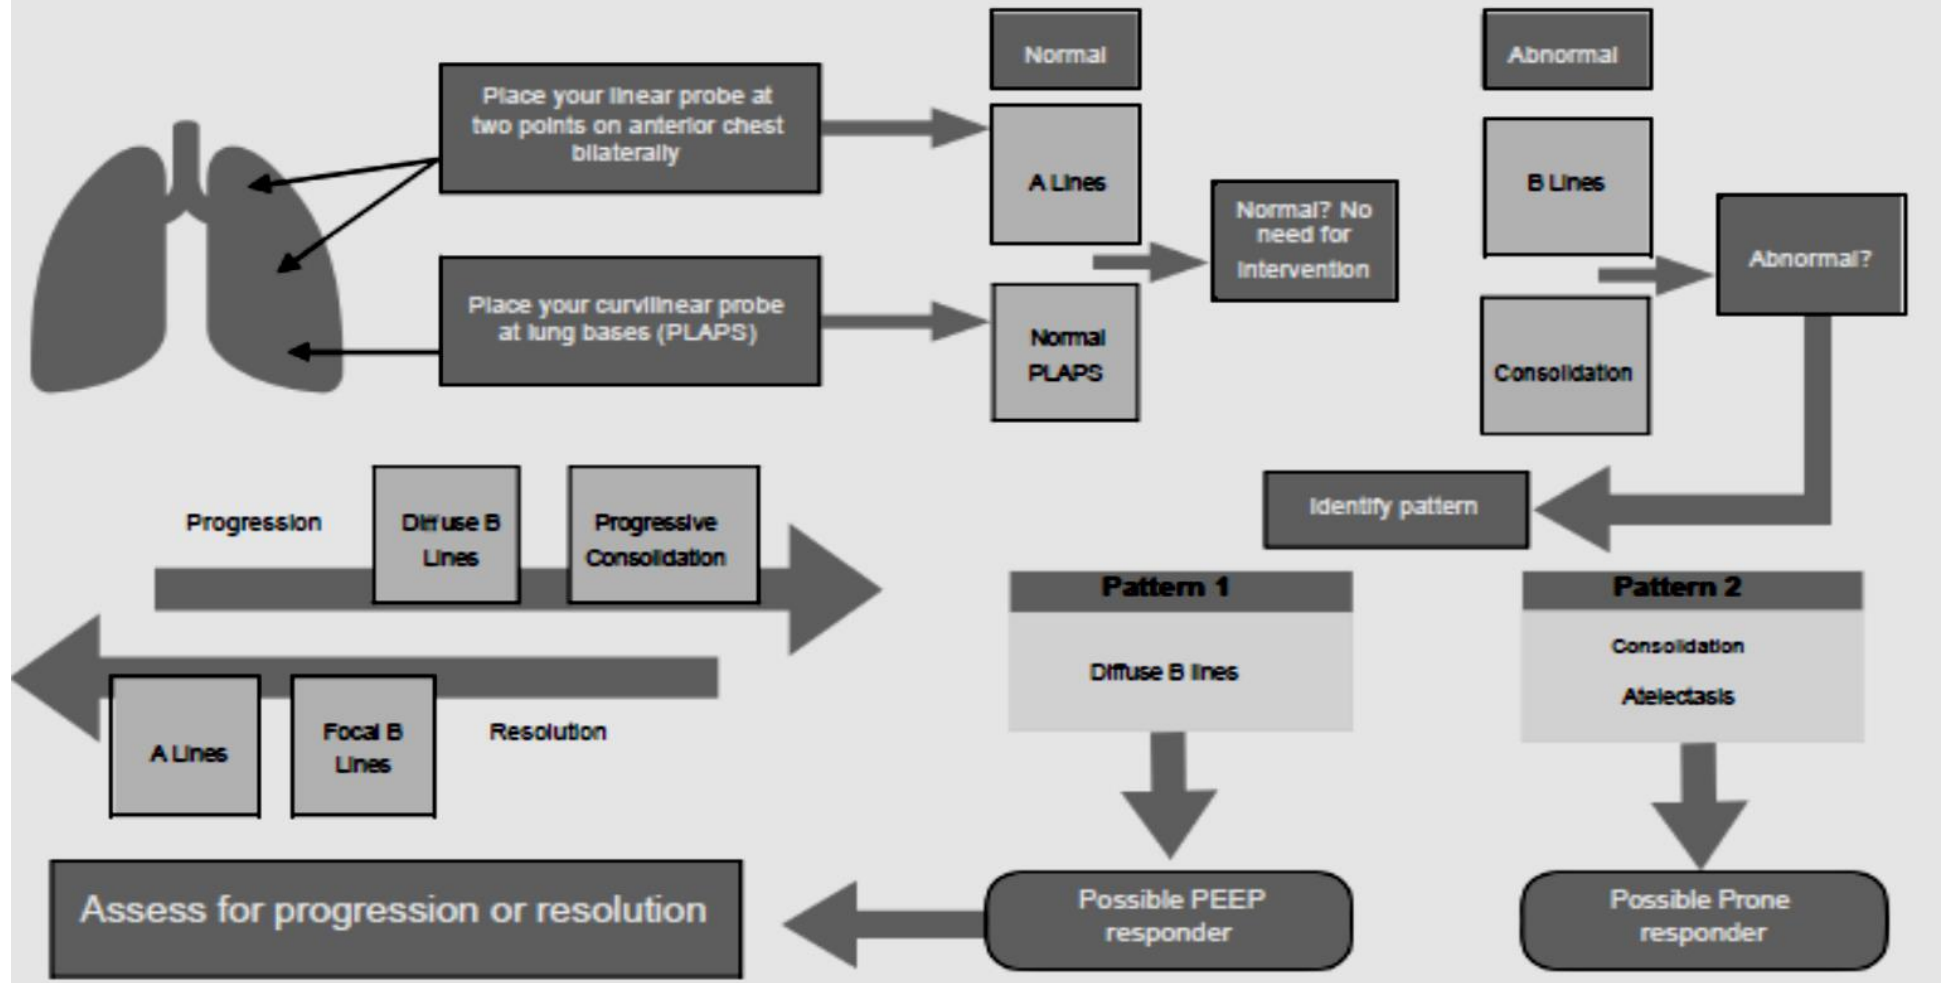 Normal
Abnormal
Place your linear probe at
two points on anterior chest
bilaterally
A Lines
B Lines
Normal? No
need for
intervention
Abnormal?
Place your curvilinear probe
at lung bases (PLAPS)
Normal
PLAPS
Consolidation
Identify pattern
Progression
Diffuse B
Lines
Progressive
Consolidation
Pattern 1
Diffuse B lines
Pattern 2
Consolidation
Atelectasis
A Lines
Focal B
Lines
Resolution
Assess for progression or resolution
Possible PEEP
responder
Possible Prone
responder